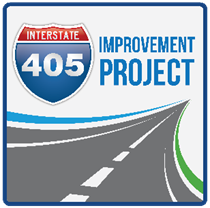 INTERSTATE
405
IMPROVEMENT
PROJECT